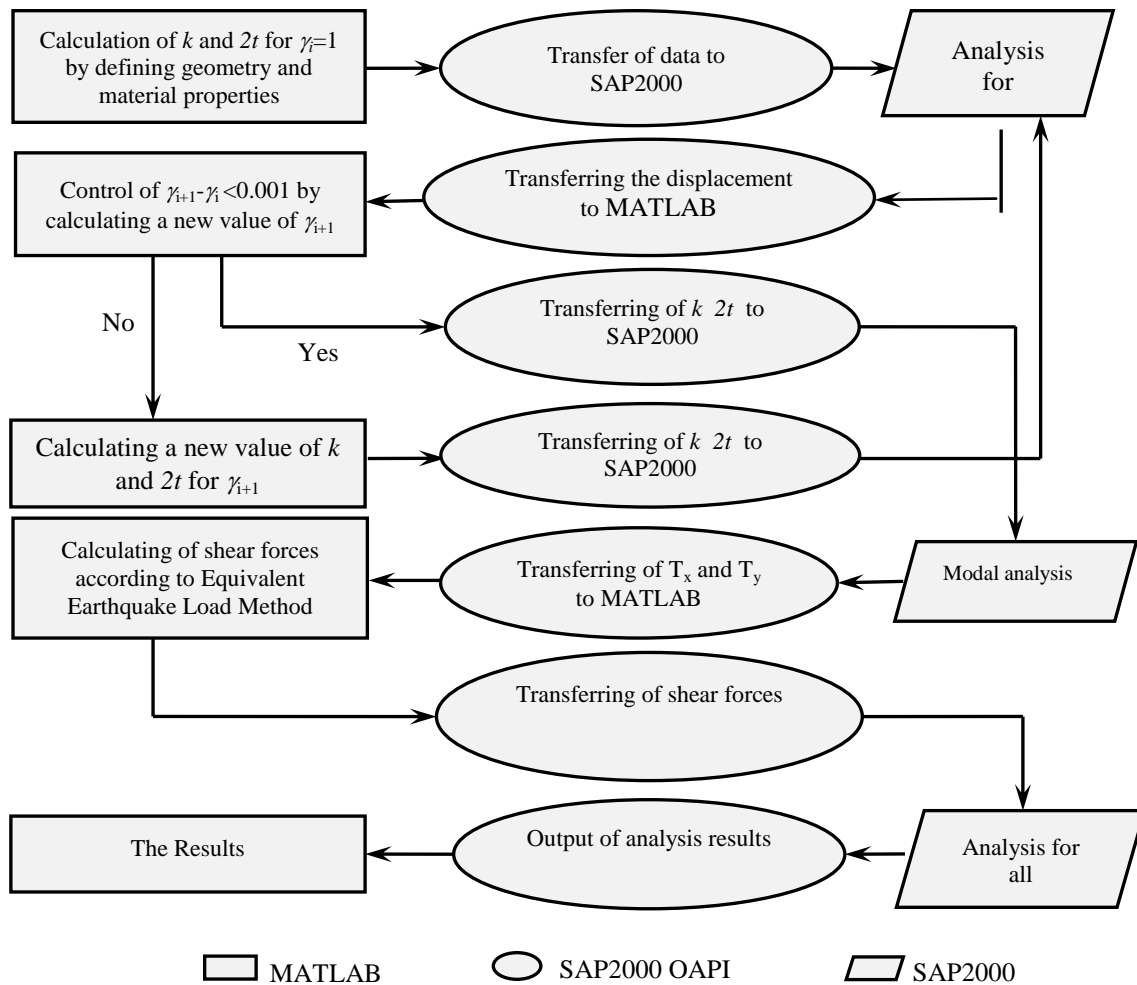 Calculation of k and 2t for γi=1
by defining geometry and
material properties
Transfer of data to
SAP2000
Analysis
for
Control of γi+1-γi<0.001 by
calculating a new value of γi+1
Transferring the displacement
to MATLAB
No
Yes
Transferring of k 2t to
SAP2000
Calculating a new value of k
and 2t for γi+1
Transferring of k 2t to
SAP2000
Calculating of shear forces
according to Equivalent
Earthquake Load Method
Transferring of Tx and Ty
to MATLAB
Modal analysis
Transferring of shear forces
The Results
Output of analysis results
Analysis for
all
MATLAB
SAP2000 OAPI
SAP2000